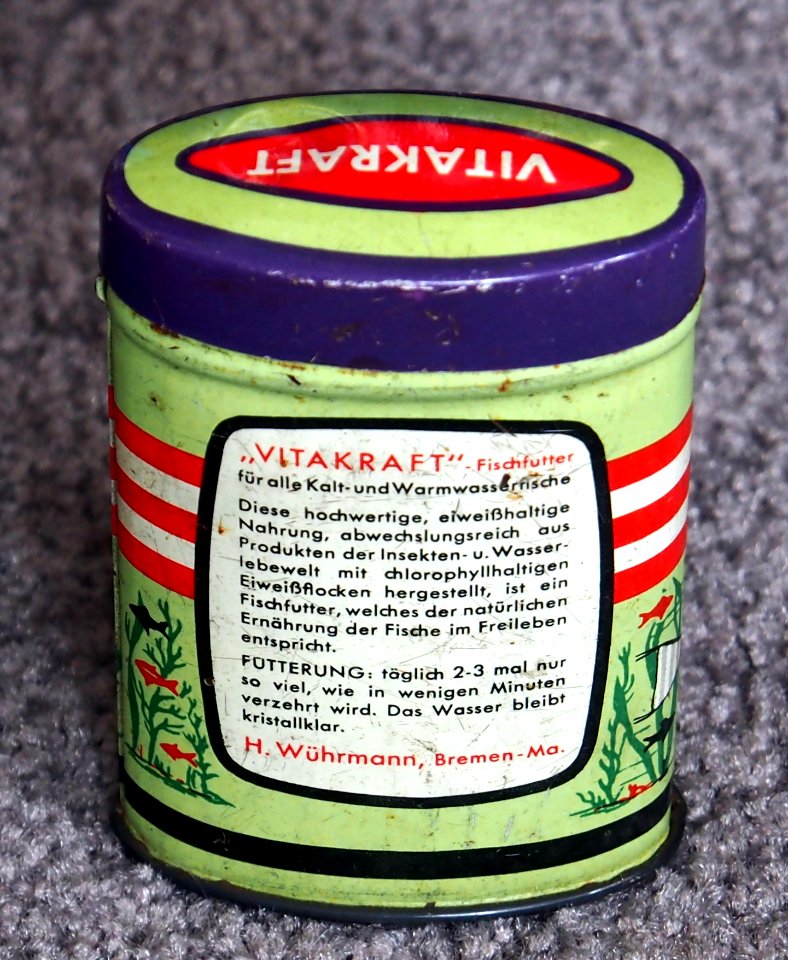 VITAKRAFT
„VITAKRAFT“-Fischfutter
für alle Kalt- und Warmwasserfische
Diese hochwertige, eiweißhaltige
Nahrung, abwechslungsreich aus
Produkten der Insekten- u. Wasser-
lebewelt mit chlorophyllhaltigen
Eiweißflocken hergestellt, ist ein
Fischfutter, welches der natürlichen
Ernährung der Fische im Freileben
entspricht.
FÜTTERUNG: täglich 2-3 mal nur
so viel, wie in wenigen Minuten
verzehrt wird. Das Wasser bleibt
kristallklar.
H. Wührmann, Bremen-Ma.